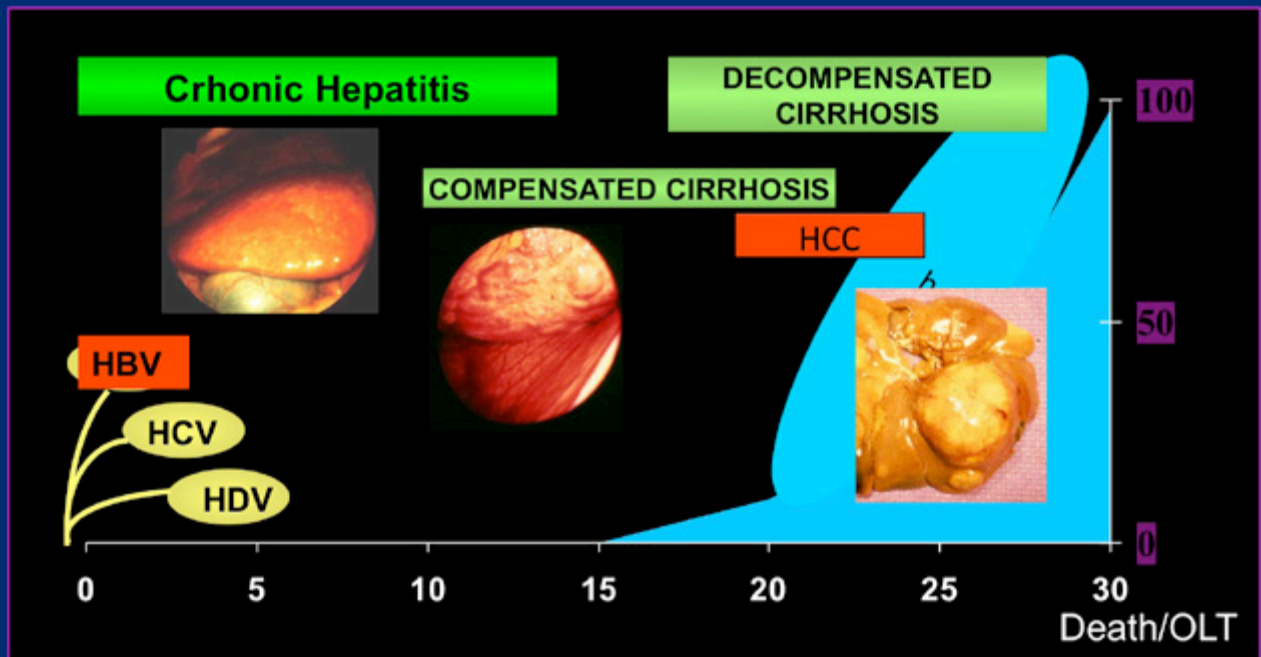 Crhonic Hepatitis
DECOMPENSATED
CIRRHOSIS
100
COMPENSATED CIRRHOSIS
HCC
50
HBV
HCV
HDV
0
0 5 10 15 20 25 30
Death/OLT